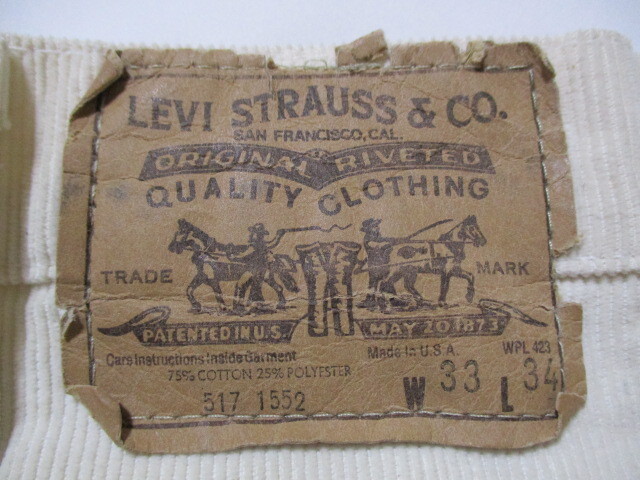 LEVI STRAUSS & CO.
SAN FRANCISCO, CAL.
ORIGINAL RIVETED
QUALITY CLOTHING
TRADE MARK
PATENTED IN U.S. MAY 20 1873
Care Instructions Inside Garment Made in U.S.A. WPL 423
75% COTTON 25% POLYESTER
517 1552 W 33 L 34